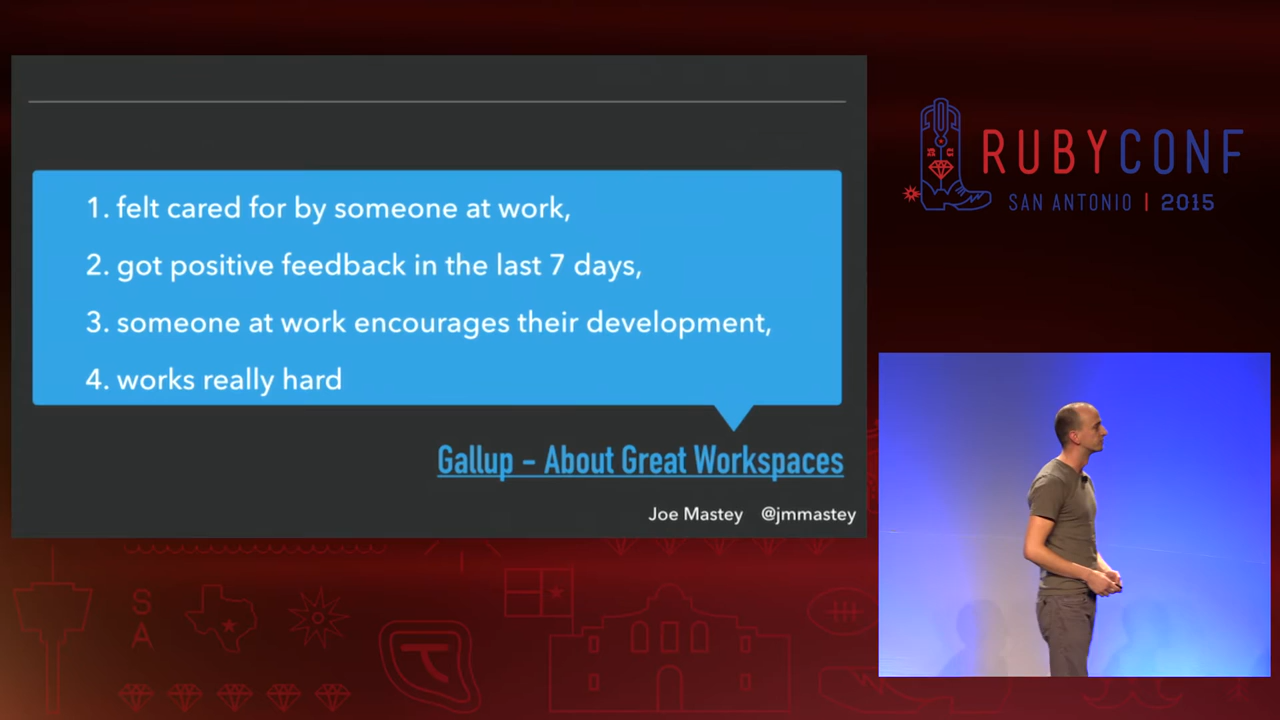 1. felt cared for by someone at work,
2. got positive feedback in the last 7 days,
3. someone at work encourages their development,
4. works really hard
Gallup – About Great Workspaces
Joe Mastey @jmmastey
RUBYCONF
SAN ANTONIO | 2015
S
A